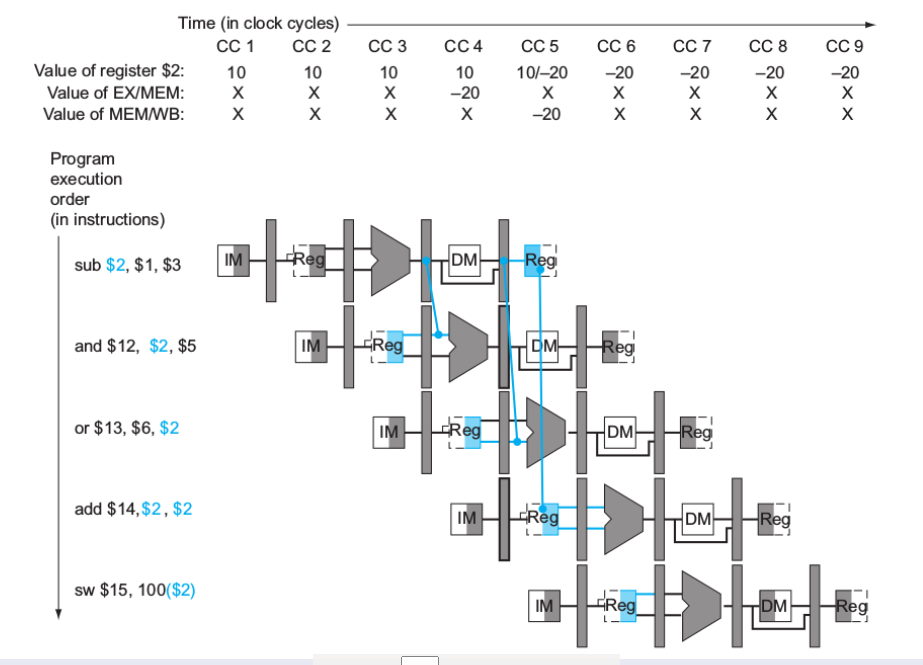 Time (in clock cycles)
CC 1 CC 2 CC 3 CC 4 CC 5 CC 6 CC 7 CC 8 CC 9
Value of register $2: 10 10 10 10 10/–20 –20 –20 –20 –20
Value of EX/MEM: X X X –20 X X X X X
Value of MEM/WB: X X X X –20 X X X X
Program
execution
order
(in instructions)
sub $2, $1, $3 IM Reg DM Reg
and $12, $2, $5 IM Reg DM Reg
or $13, $6, $2 IM Reg DM Reg
add $14,$2, $2 IM Reg DM Reg
sw $15, 100($2) IM Reg DM Reg